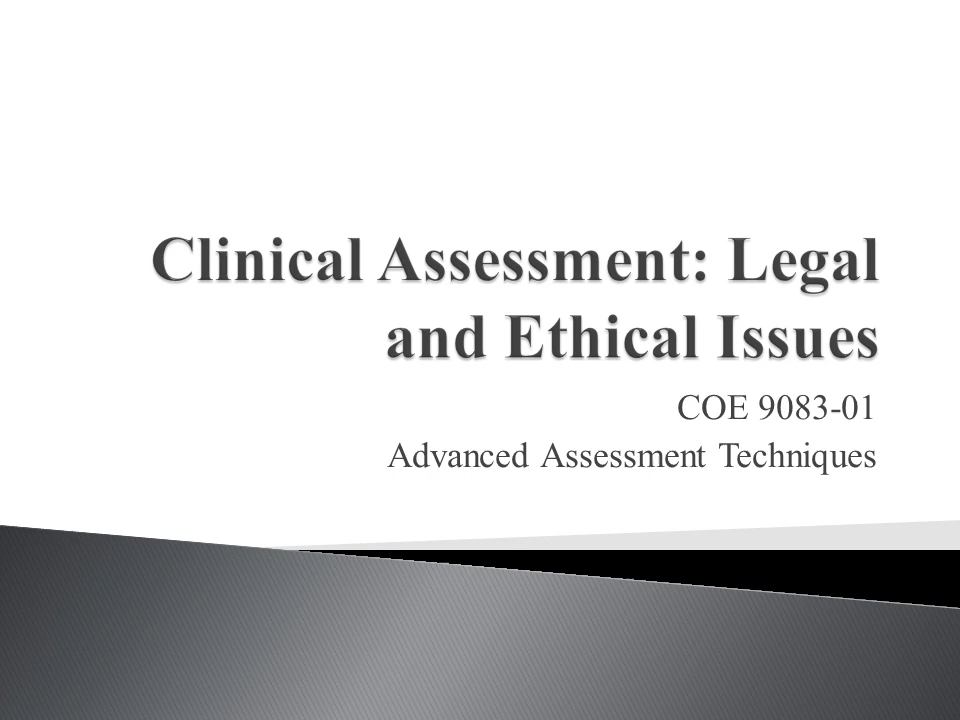 Clinical Assessment: Legal
and Ethical Issues
COE 9083-01
Advanced Assessment Techniques